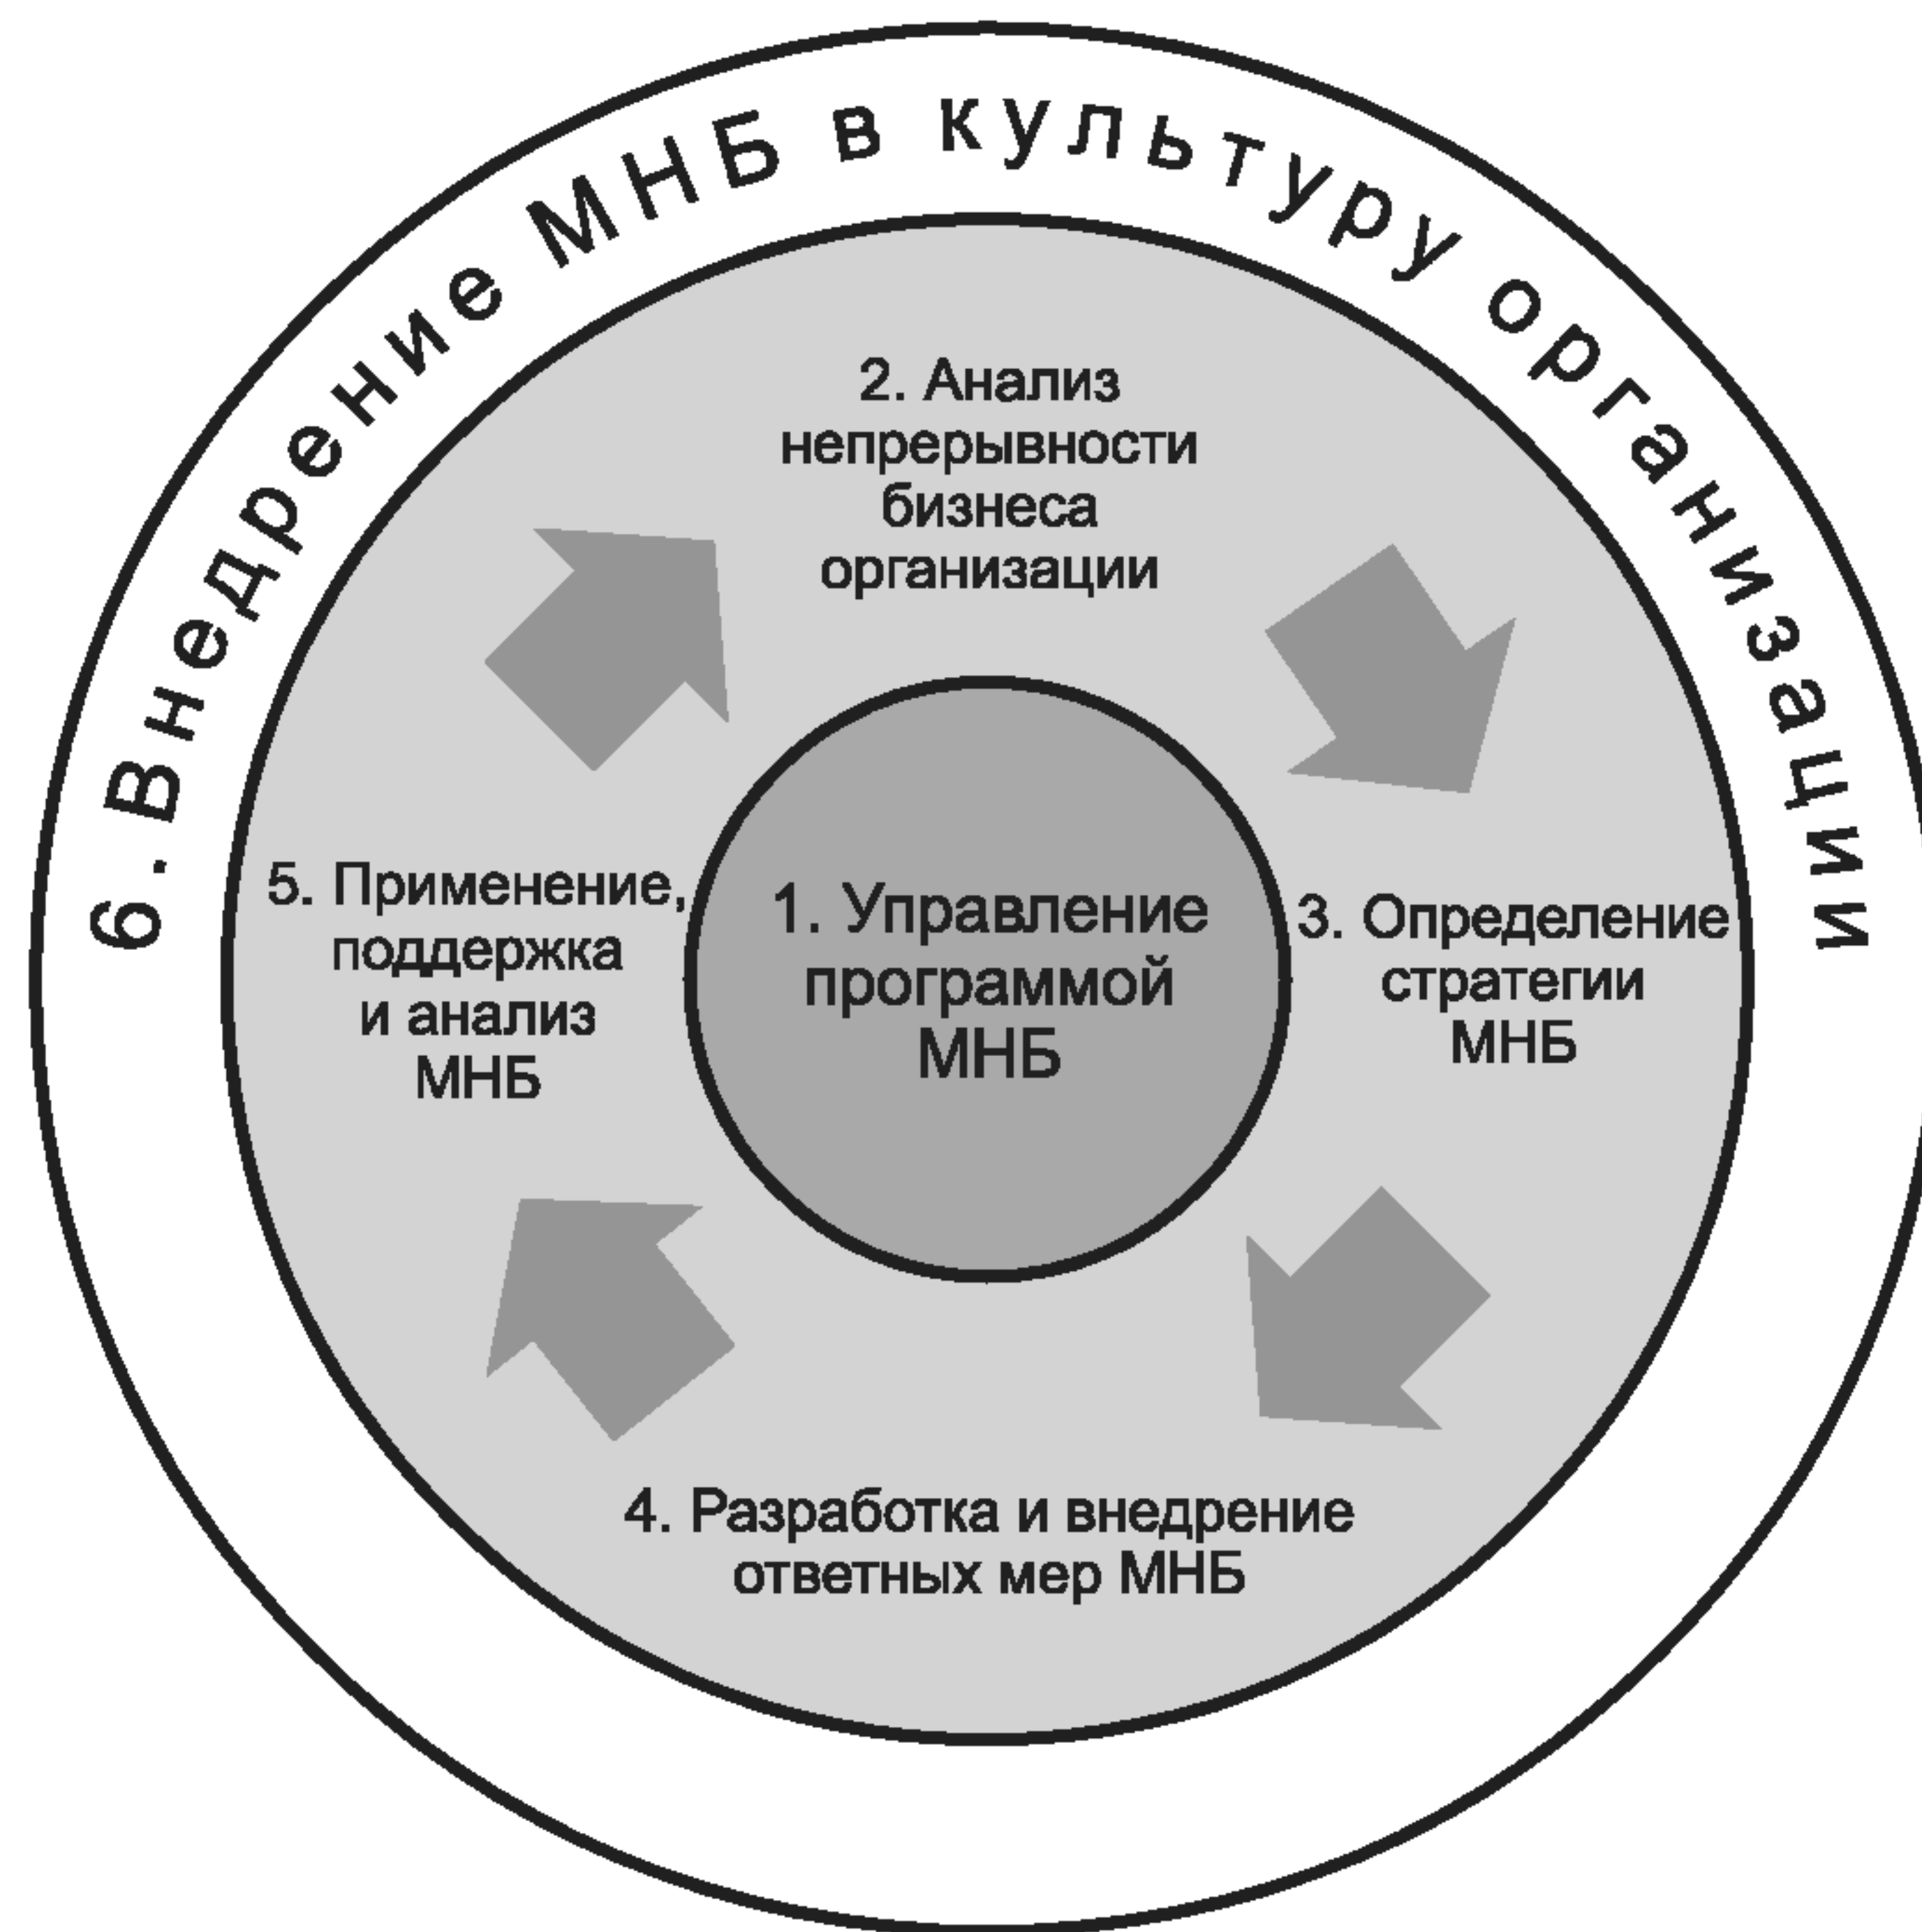 6. Внедрение МНБ в культуру организации
2. Анализ
непрерывности
бизнеса
организации
5. Применение,
поддержка
и анализ
МНБ
1. Управление
программой
МНБ
3. Определение
стратегии
МНБ
4. Разработка и внедрение
ответных мер МНБ